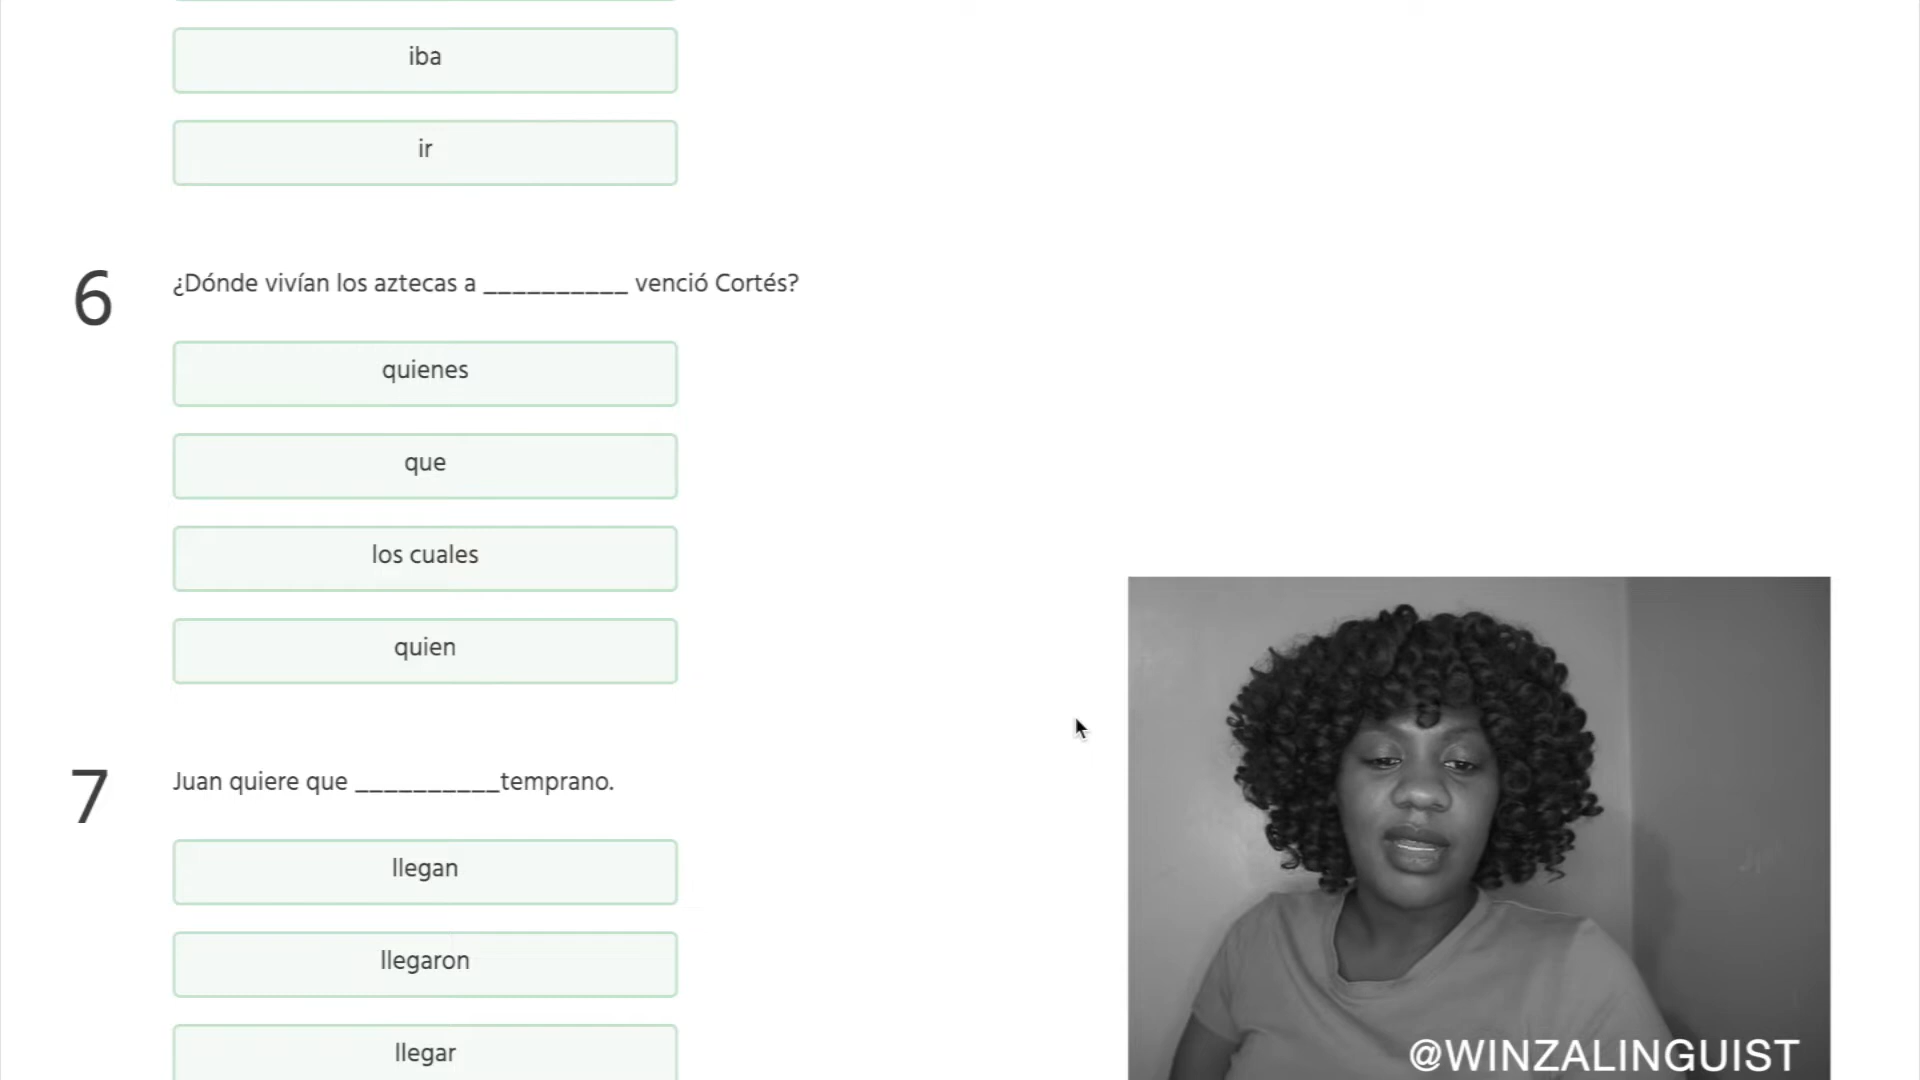 iba
ir
6
¿Dónde vivían los aztecas a __________ venció Cortés?
quienes
que
los cuales
quien
7
Juan quiere que __________temprano.
llegan
llegaron
llegar
@WINZALINGUIST